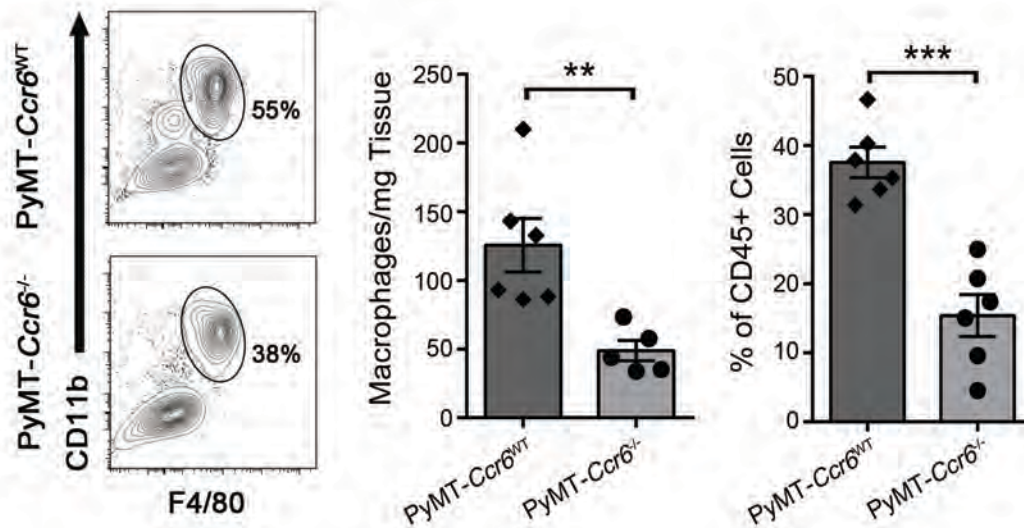 PyMT-Ccr6WT
55%
PyMT-Ccr6-/-
38%
CD11b
F4/80
Macrophages/mg Tissue
250
200
150
100
50
0
**
PyMT-Ccr6WT
PyMT-Ccr6-/-
% of CD45+ Cells
50
40
30
20
10
0
***
PyMT-Ccr6WT
PyMT-Ccr6-/-